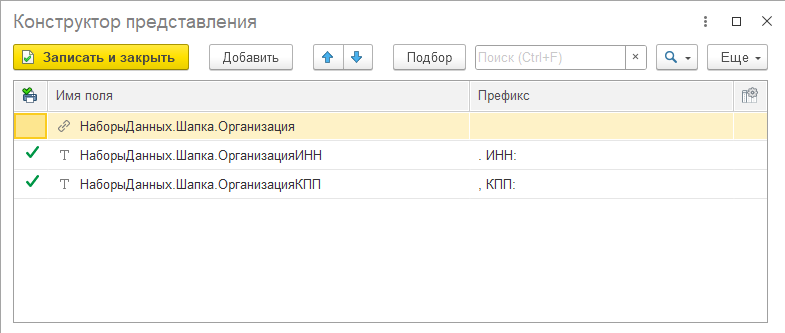 Конструктор представления
Записать и закрыть Добавить Подбор Поиск (Ctrl+F) × Еще
Имя поля Префикс
НаборыДанных.Шапка.Организация
T НаборыДанных.Шапка.ОрганизацияИНН . ИНН:
T НаборыДанных.Шапка.ОрганизацияКПП , КПП: